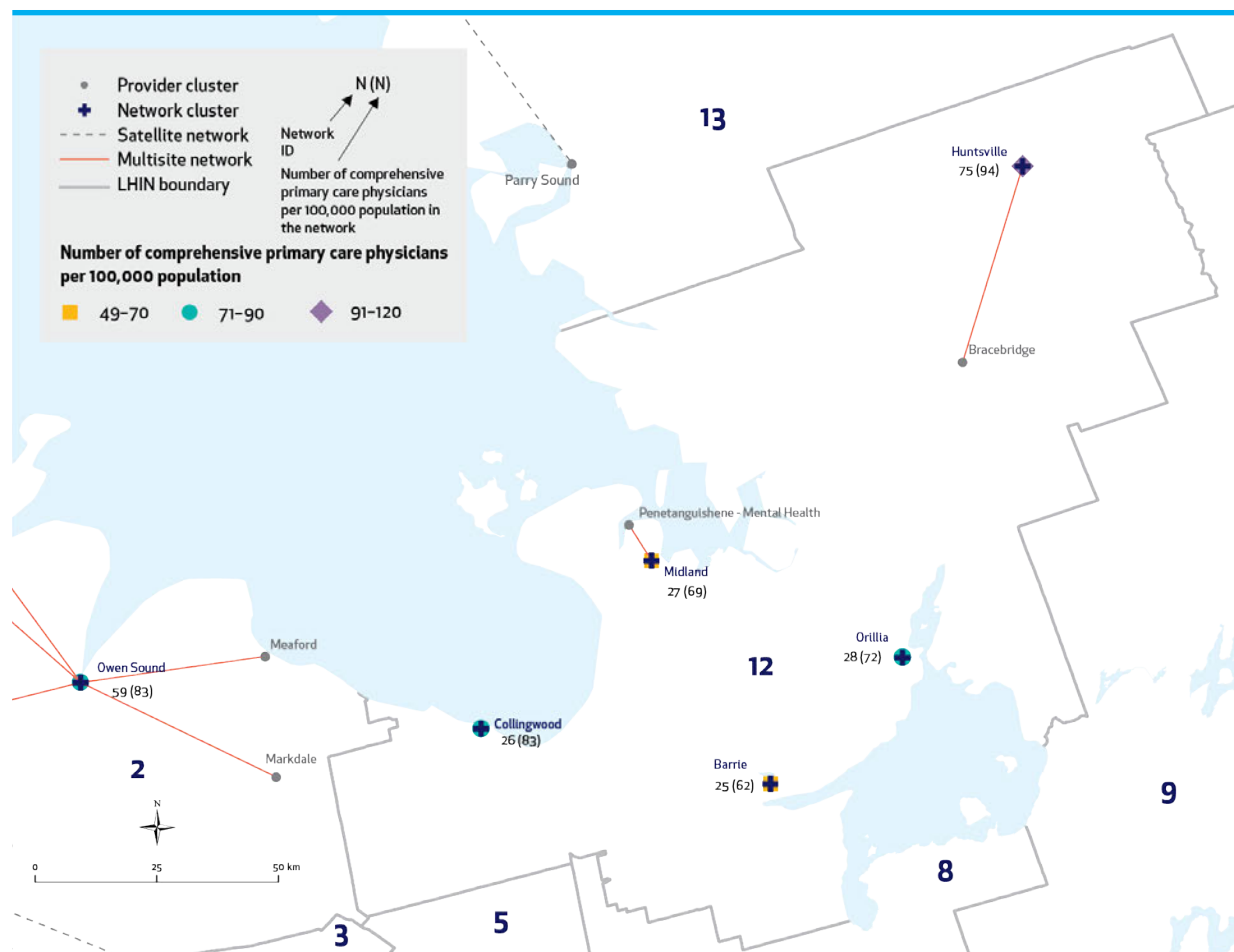 Provider cluster
Network cluster
Satellite network
Multisite network
LHIN boundary
N (N)
Network
ID
Number of comprehensive
primary care physicians
per 100,000 population in
the network
Number of comprehensive primary care physicians
per 100,000 population
49–70
71–90
91–120
13
Huntsville
75 (94)
Parry Sound
Bracebridge
Penetanguishene - Mental Health
Midland
27 (69)
Orillia
28 (72)
12
Meaford
Owen Sound
59 (83)
Collingwood
26 (83)
Markdale
2
Barrie
25 (62)
9
N
0
25
50 km
8
5
3